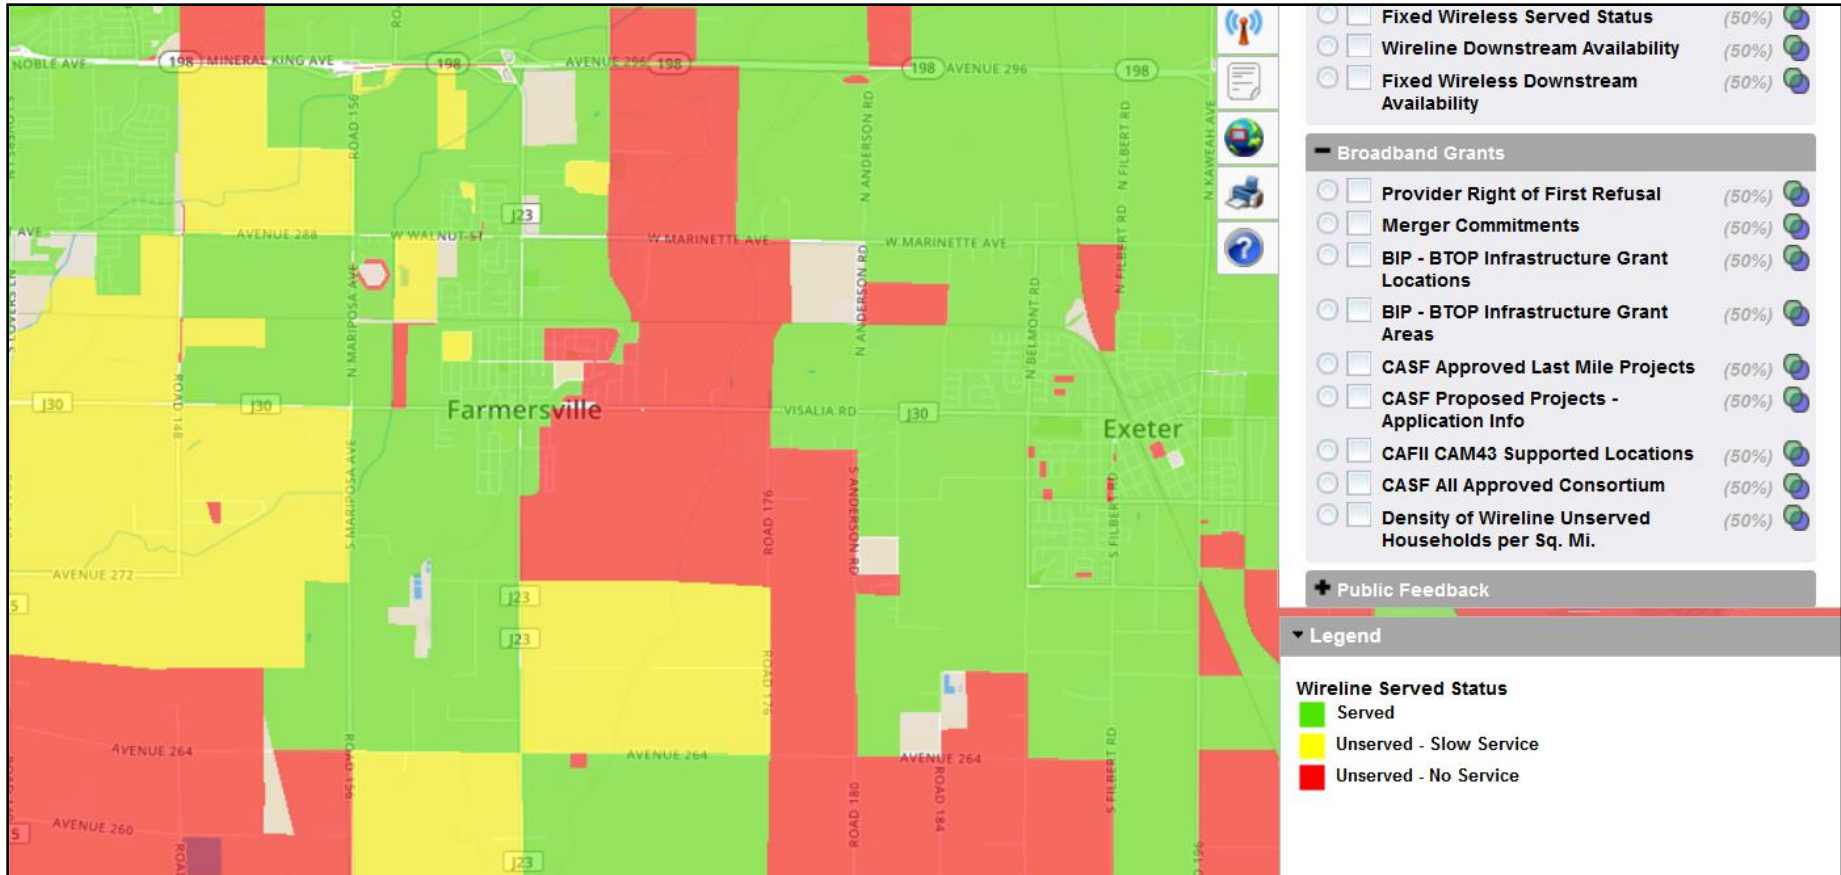 198
MINERAL KING AVE
198
AVENUE 296
198
198
AVENUE 296
198
NOBLE AVE
ROAD 156
N ANDERSON RD
N FILBERT RD
N KAWEAH AVE
J23
AVE
AVENUE 288
W WALNUT ST
W MARINETTE AVE
W MARINETTE AVE
N FILBERT RD
S LOVERS LN
N MARIPOSA AVE
N ANDERSON RD
N BELMONT RD
J30
ROAD 148
J30
Farmersville
VISALIA RD
J30
Exeter
S MARIPOSA AVE
ROAD 176
S ANDERSON RD
S FILBERT RD
AVENUE 272
5
J23
J23
ROAD 176
AVENUE 264
ROAD 156
AVENUE 264
AVENUE 264
S FILBERT RD
AVENUE 260
5
ROAD 180
ROAD 184
J23
Fixed Wireless Served Status (50%)
Wireline Downstream Availability (50%)
Fixed Wireless Downstream (50%)
Availability
Broadband Grants
Provider Right of First Refusal (50%)
Merger Commitments (50%)
BIP - BTOP Infrastructure Grant (50%)
Locations
BIP - BTOP Infrastructure Grant (50%)
Areas
CASF Approved Last Mile Projects (50%)
CASF Proposed Projects - (50%)
Application Info
CAFII CAM43 Supported Locations (50%)
CASF All Approved Consortium (50%)
Density of Wireline Unserved (50%)
Households per Sq. Mi.
Public Feedback
Legend
Wireline Served Status
Served
Unserved - Slow Service
Unserved - No Service